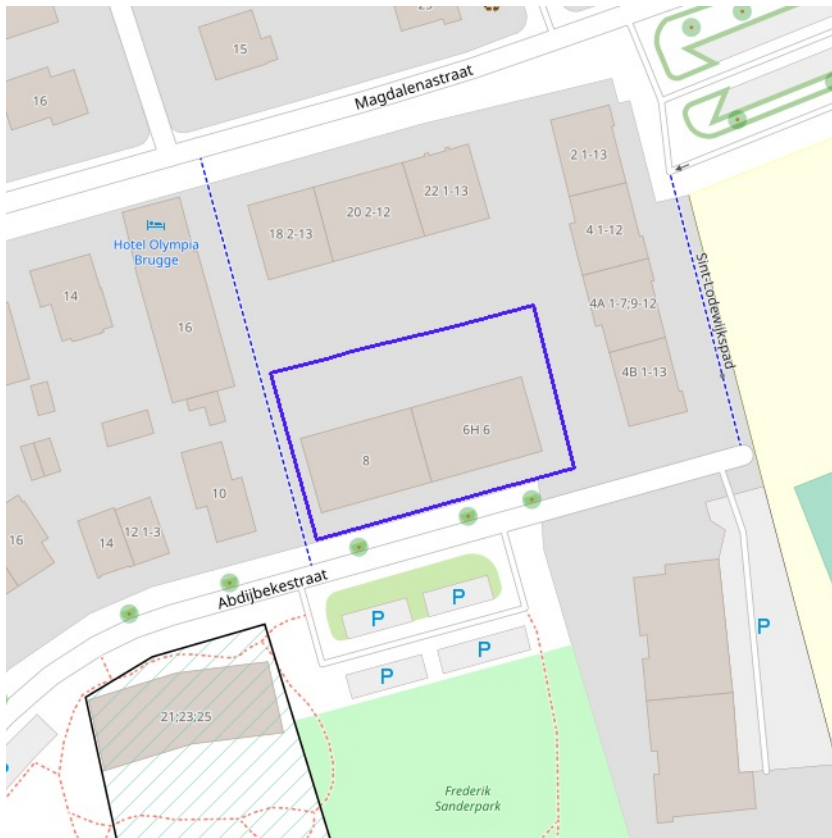 15
16
Magdalenastraat
2 1-13
22 1-13
20 2-12
18 2-13
4 1-12
Hotel Olympia
Brugge
14
16
4A 1-7;9-12
Sint-Lodewijkspad
4B 1-13
6H 6
8
10
16
14
12 1-3
Abdijbekestraat
P
P
P
P
P
21;23;25
Frederik
Sanderpark